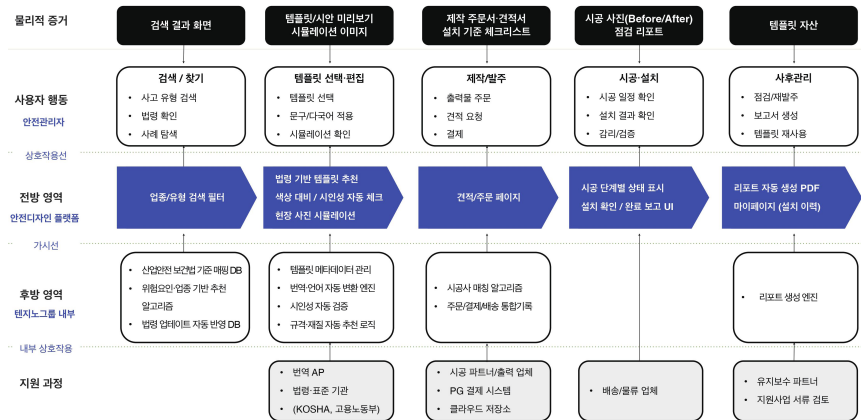 물리적 증거
검색 결과 화면
템플릿/시안 미리보기
시뮬레이션 이미지
제작 주문서·견적서
설치 기준 체크리스트
시공 사진(Before/After)
점검 리포트
템플릿 자산
사용자 행동
안전관리자
검색 / 찾기
• 사고 유형 검색
• 법령 확인
• 사례 탐색
템플릿 선택·편집
• 템플릿 선택
• 문구/다국어 적용
• 시뮬레이션 확인
제작/발주
• 출력물 주문
• 견적 요청
• 결제
시공·설치
• 시공 일정 확인
• 설치 결과 확인
• 감리/검증
사후관리
• 점검/재발주
• 보고서 생성
• 템플릿 재사용
상호작용선
전방 영역
안전디자인 플랫폼
업종/유형 검색 필터
법령 기반 템플릿 추천
색상 대비 / 시인성 자동 체크
현장 사진 시뮬레이션
견적/주문 페이지
시공 단계별 상태 표시
설치 확인 / 완료 보고 UI
리포트 자동 생성 PDF
마이페이지 (설치 이력)
가시선
후방 영역
텐지노그룹 내부
• 산업안전 보건법 기준 매핑 DB
• 위험요인·업종 기반 추천
알고리즘
• 법령 업테이트 자동 반영 DB
• 템플릿 메타데이터 관리
• 번역·언어 자동 변환 엔진
• 시인성 자동 검증
• 규격·재질 자동 추천 로직
• 시공사 매칭 알고리즘
• 주문/결제/배송 통합기록
• 리포트 생성 엔진
내부 상호작용
지원 과정
• 번역 AP
• 법령·표준 기관
• (KOSHA, 고용노동부)
• 시공 파트너/출력 업체
• PG 결제 시스템
• 클라우드 저장소
• 배송/물류 업체
• 유지보수 파트너
• 지원사업 서류 검토